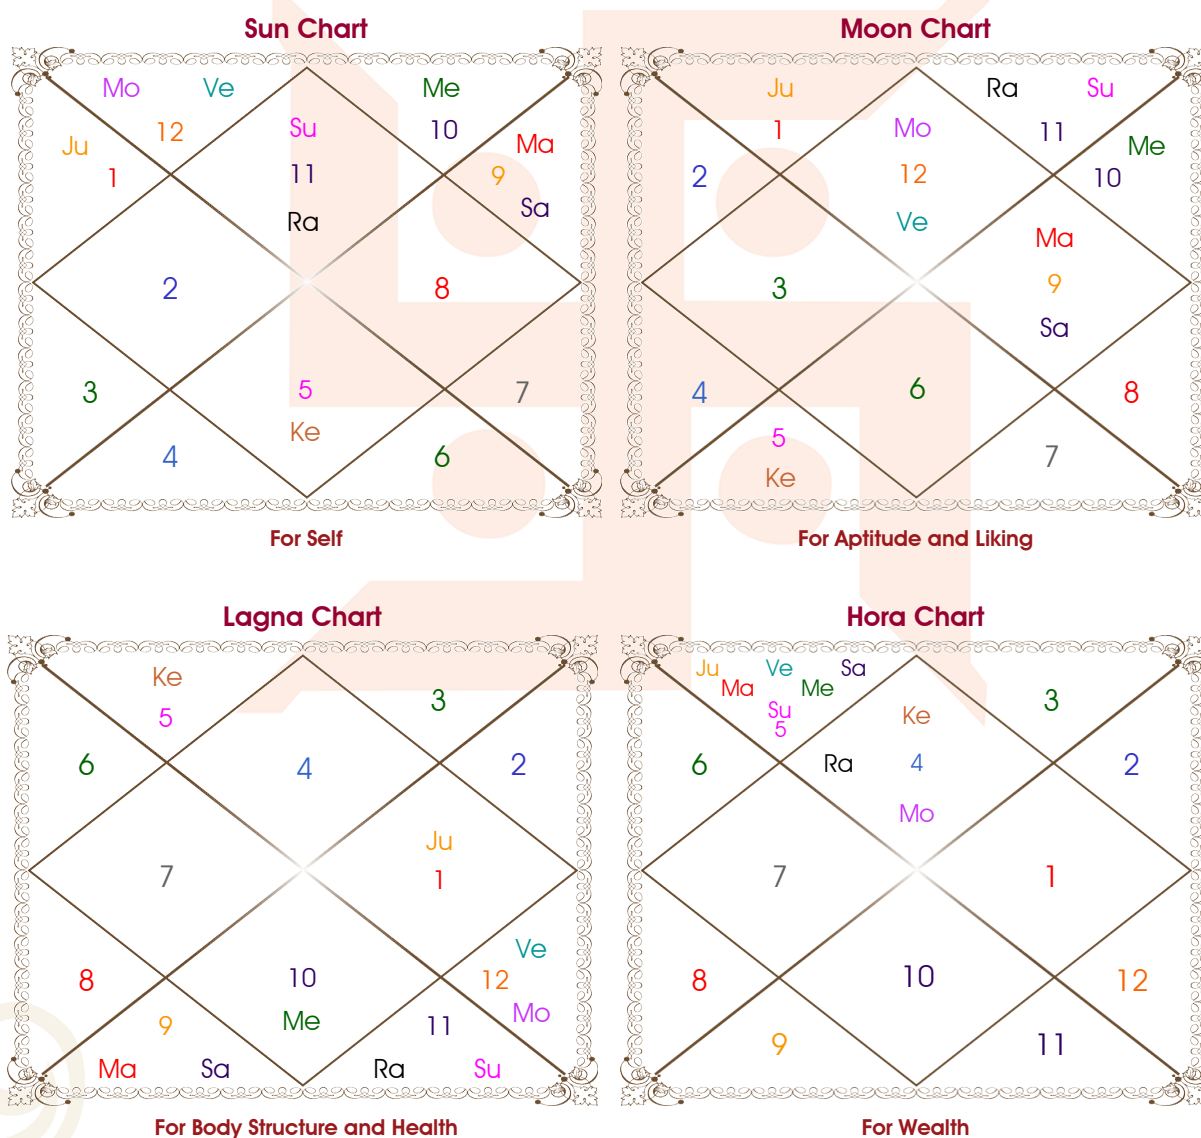 Sun Chart
Mo Ve
Me
12
Su
10
Ju
Ma
1
11
9
Ra
Sa
2
8
3
5
7
Ke
4
6
For Self
Moon Chart
Ju
Ra Su
1
Mo
11
Me
2
12
10
Ve
Ma
3
9
Sa
4
6
8
5
7
Ke
For Aptitude and Liking
Lagna Chart
Ke
3
5
6
4
2
Ju
7
1
Ve
8
10
12
9
Me
11
Mo
Ma Sa
Ra Su
For Body Structure and Health
Hora Chart
Ju Ve Sa
Ma Me
Su
5
Ke
3
6
Ra
4
2
Mo
7
1
8
10
12
9
11
For Wealth